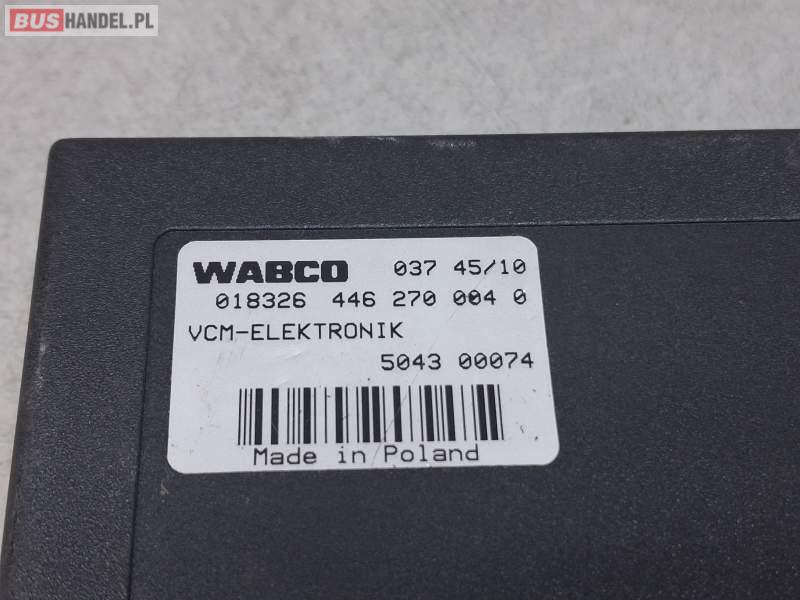 BUSHANDEL.PL
WABCO 037 45/10
018326 446 270 004 0
VCM-ELEKTRONIK
5043 00074
Made in Poland